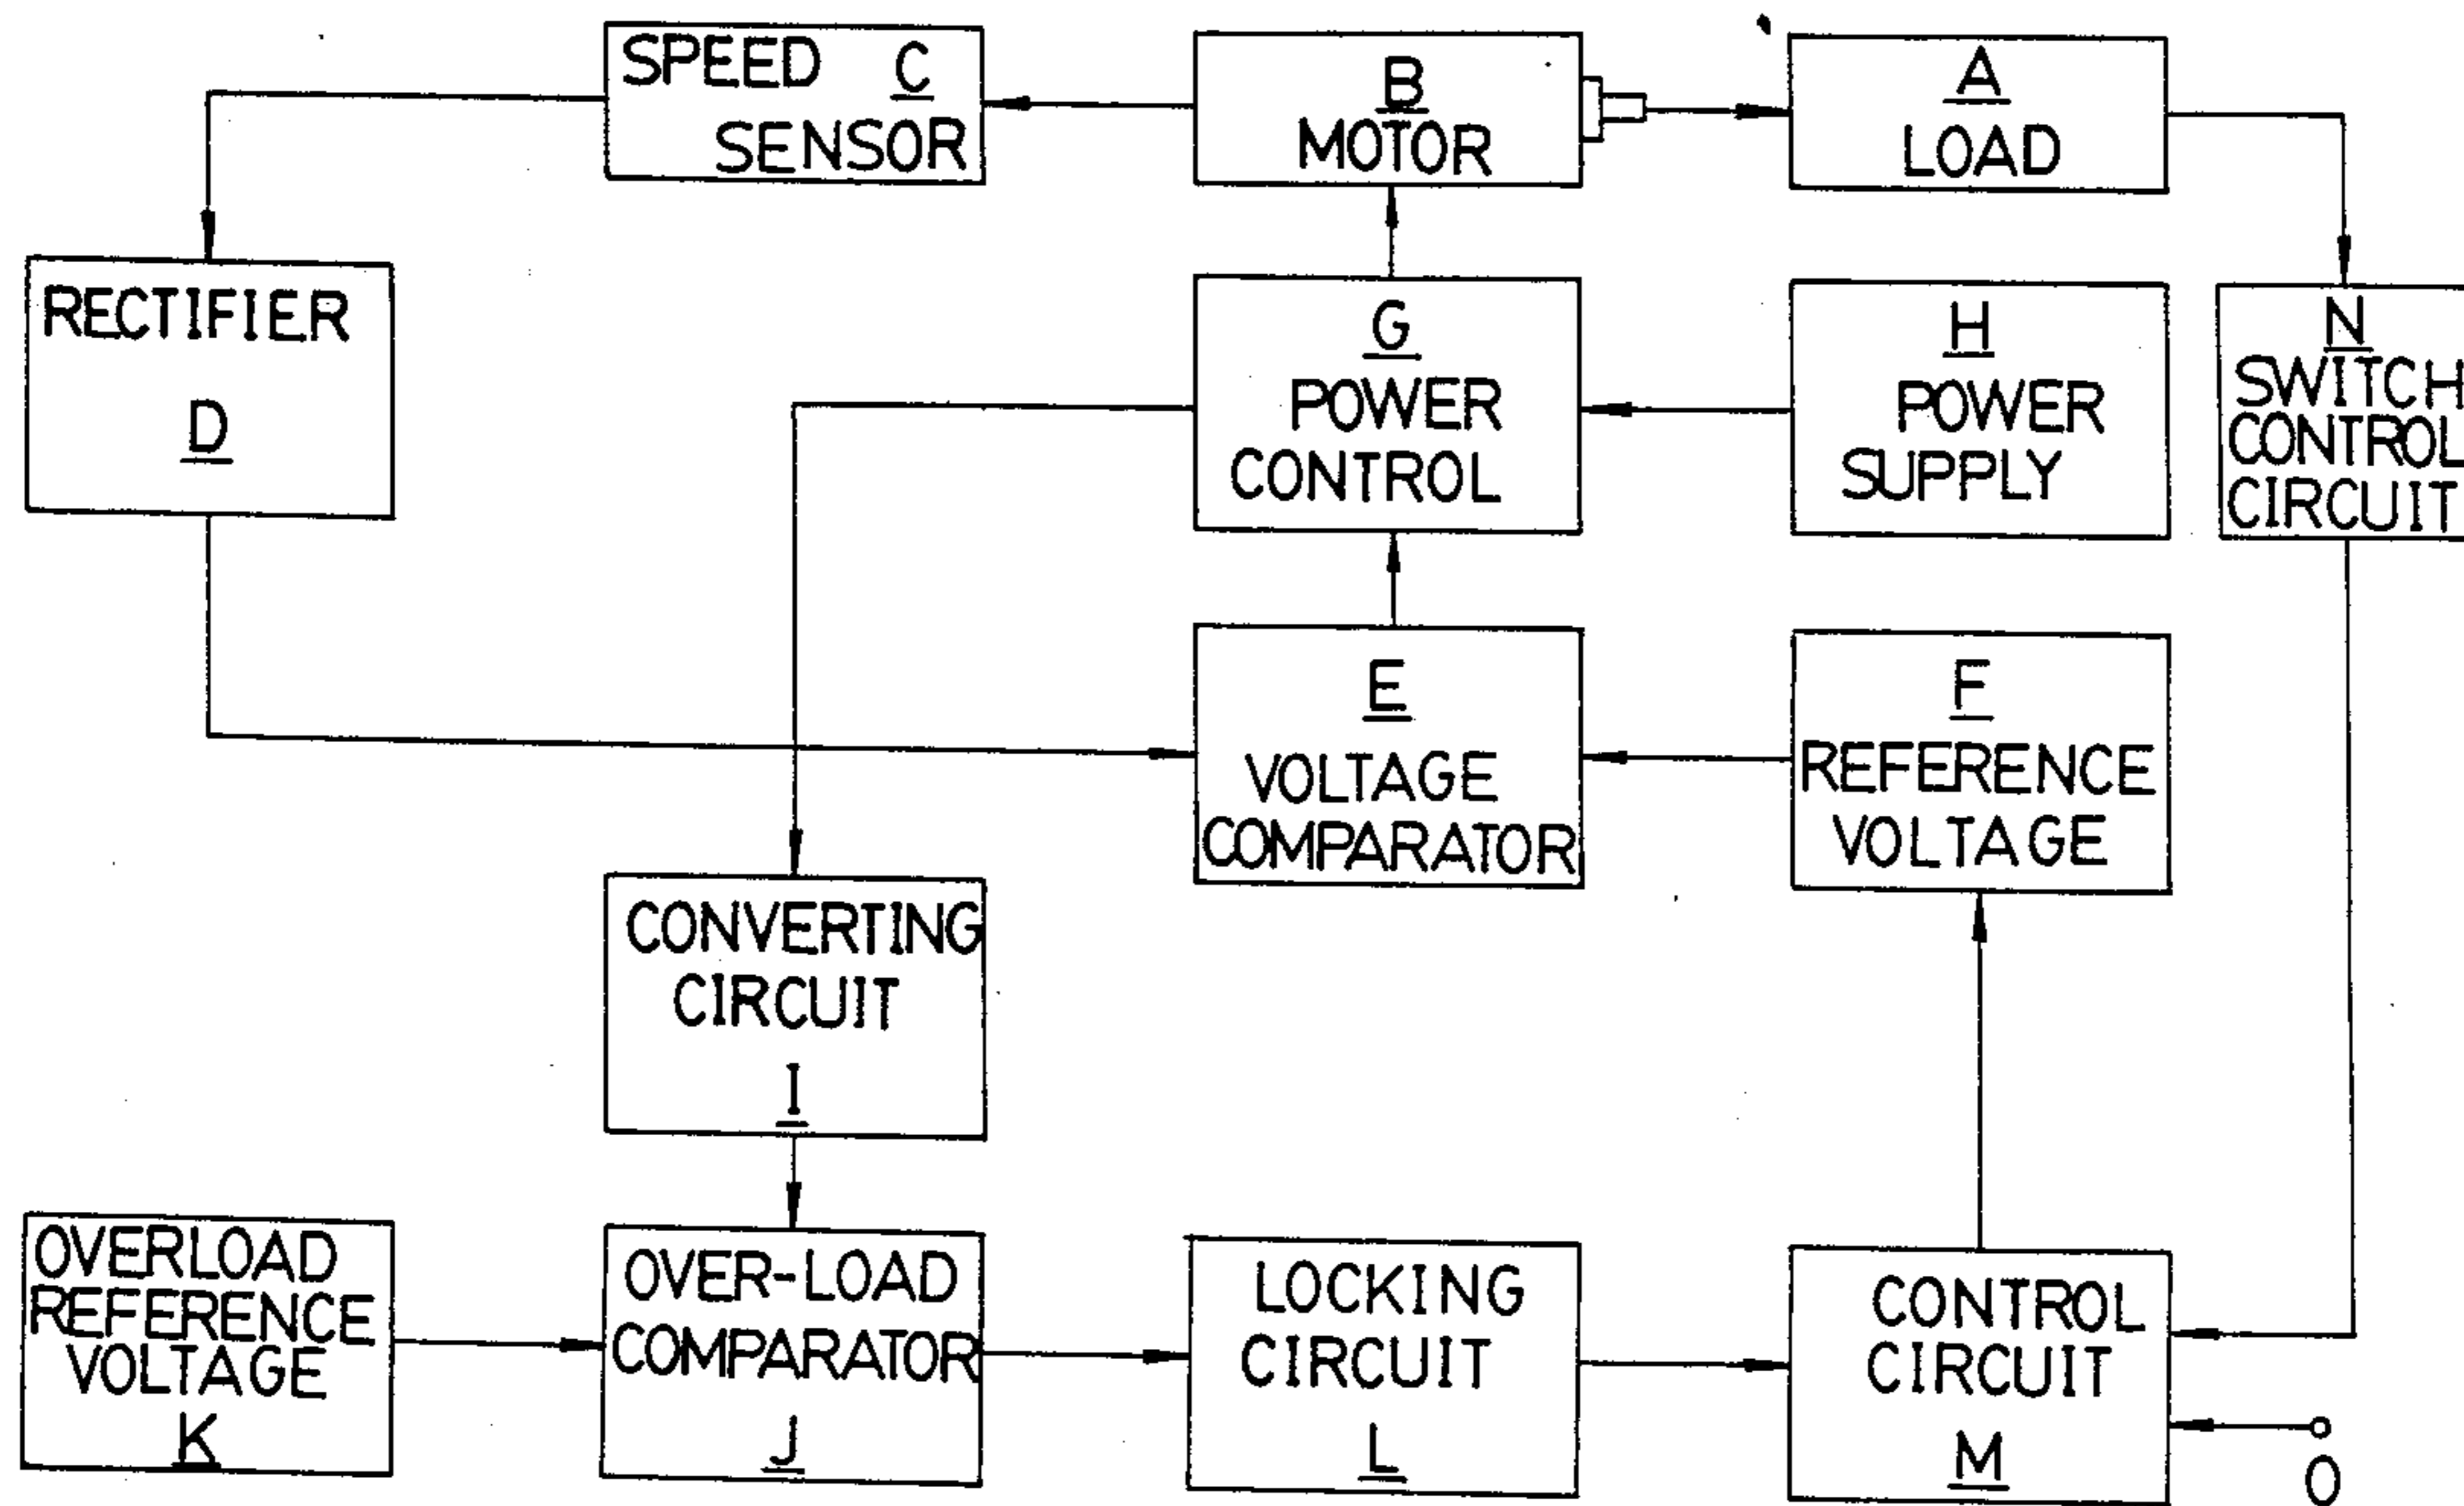 SPEED C
SENSOR
B
MOTOR
A
LOAD
RECTIFIER
D
G
POWER
CONTROL
H
POWER
SUPPLY
N
SWITCH
CONTROL
CIRCUIT
E
VOLTAGE
COMPARATOR
F
REFERENCE
VOLTAGE
CONVERTING
CIRCUIT
I
OVERLOAD
REFERENCE
VOLTAGE
K
OVER-LOAD
COMPARATOR
J
LOCKING
CIRCUIT
L
CONTROL
CIRCUIT
M
O